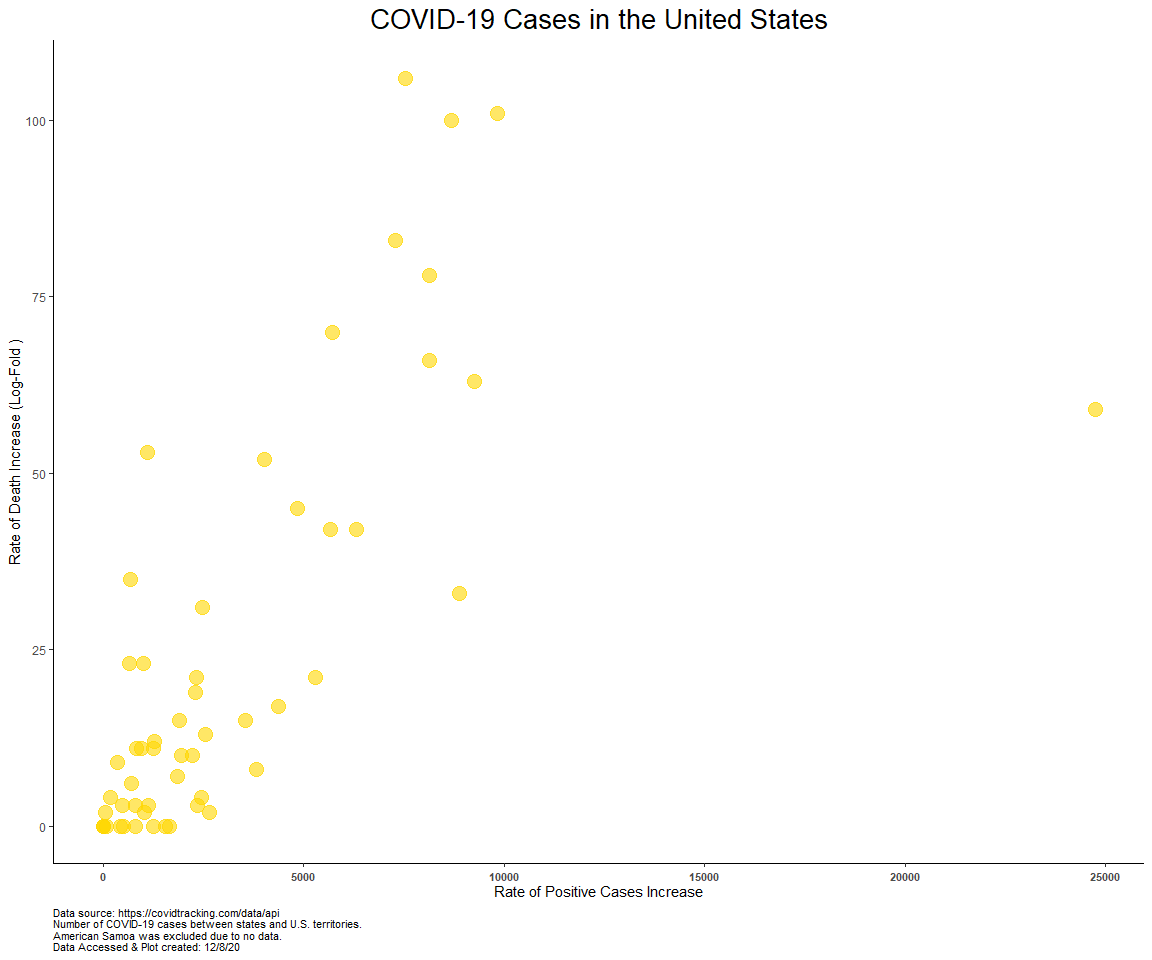 COVID-19 Cases in the United States
100
75
50
25
0
Rate of Death Increase (Log-Fold )
0 5000 10000 15000 20000 25000
Rate of Positive Cases Increase
Data source: https://covidtracking.com/data/api
Number of COVID-19 cases between states and U.S. territories.
American Samoa was excluded due to no data.
Data Accessed & Plot created: 12/8/20